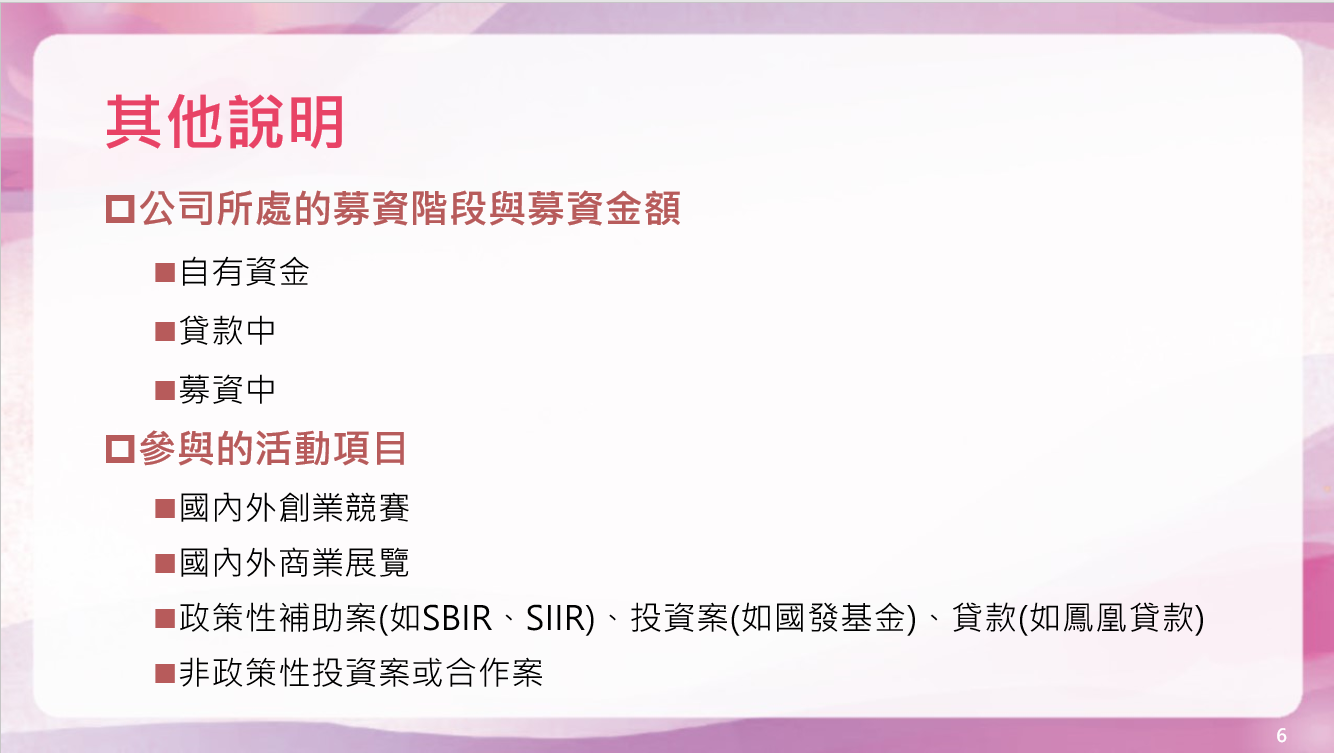 其他說明
公司所處的募資階段與募資金額
自有資金
貸款中
募資中
參與的活動項目
國內外創業競賽
國內外商業展覽
政策性補助案(如SBIR、SIIR)、投資案(如國發基金)、貸款(如鳳凰貸款)
非政策性投資案或合作案
6